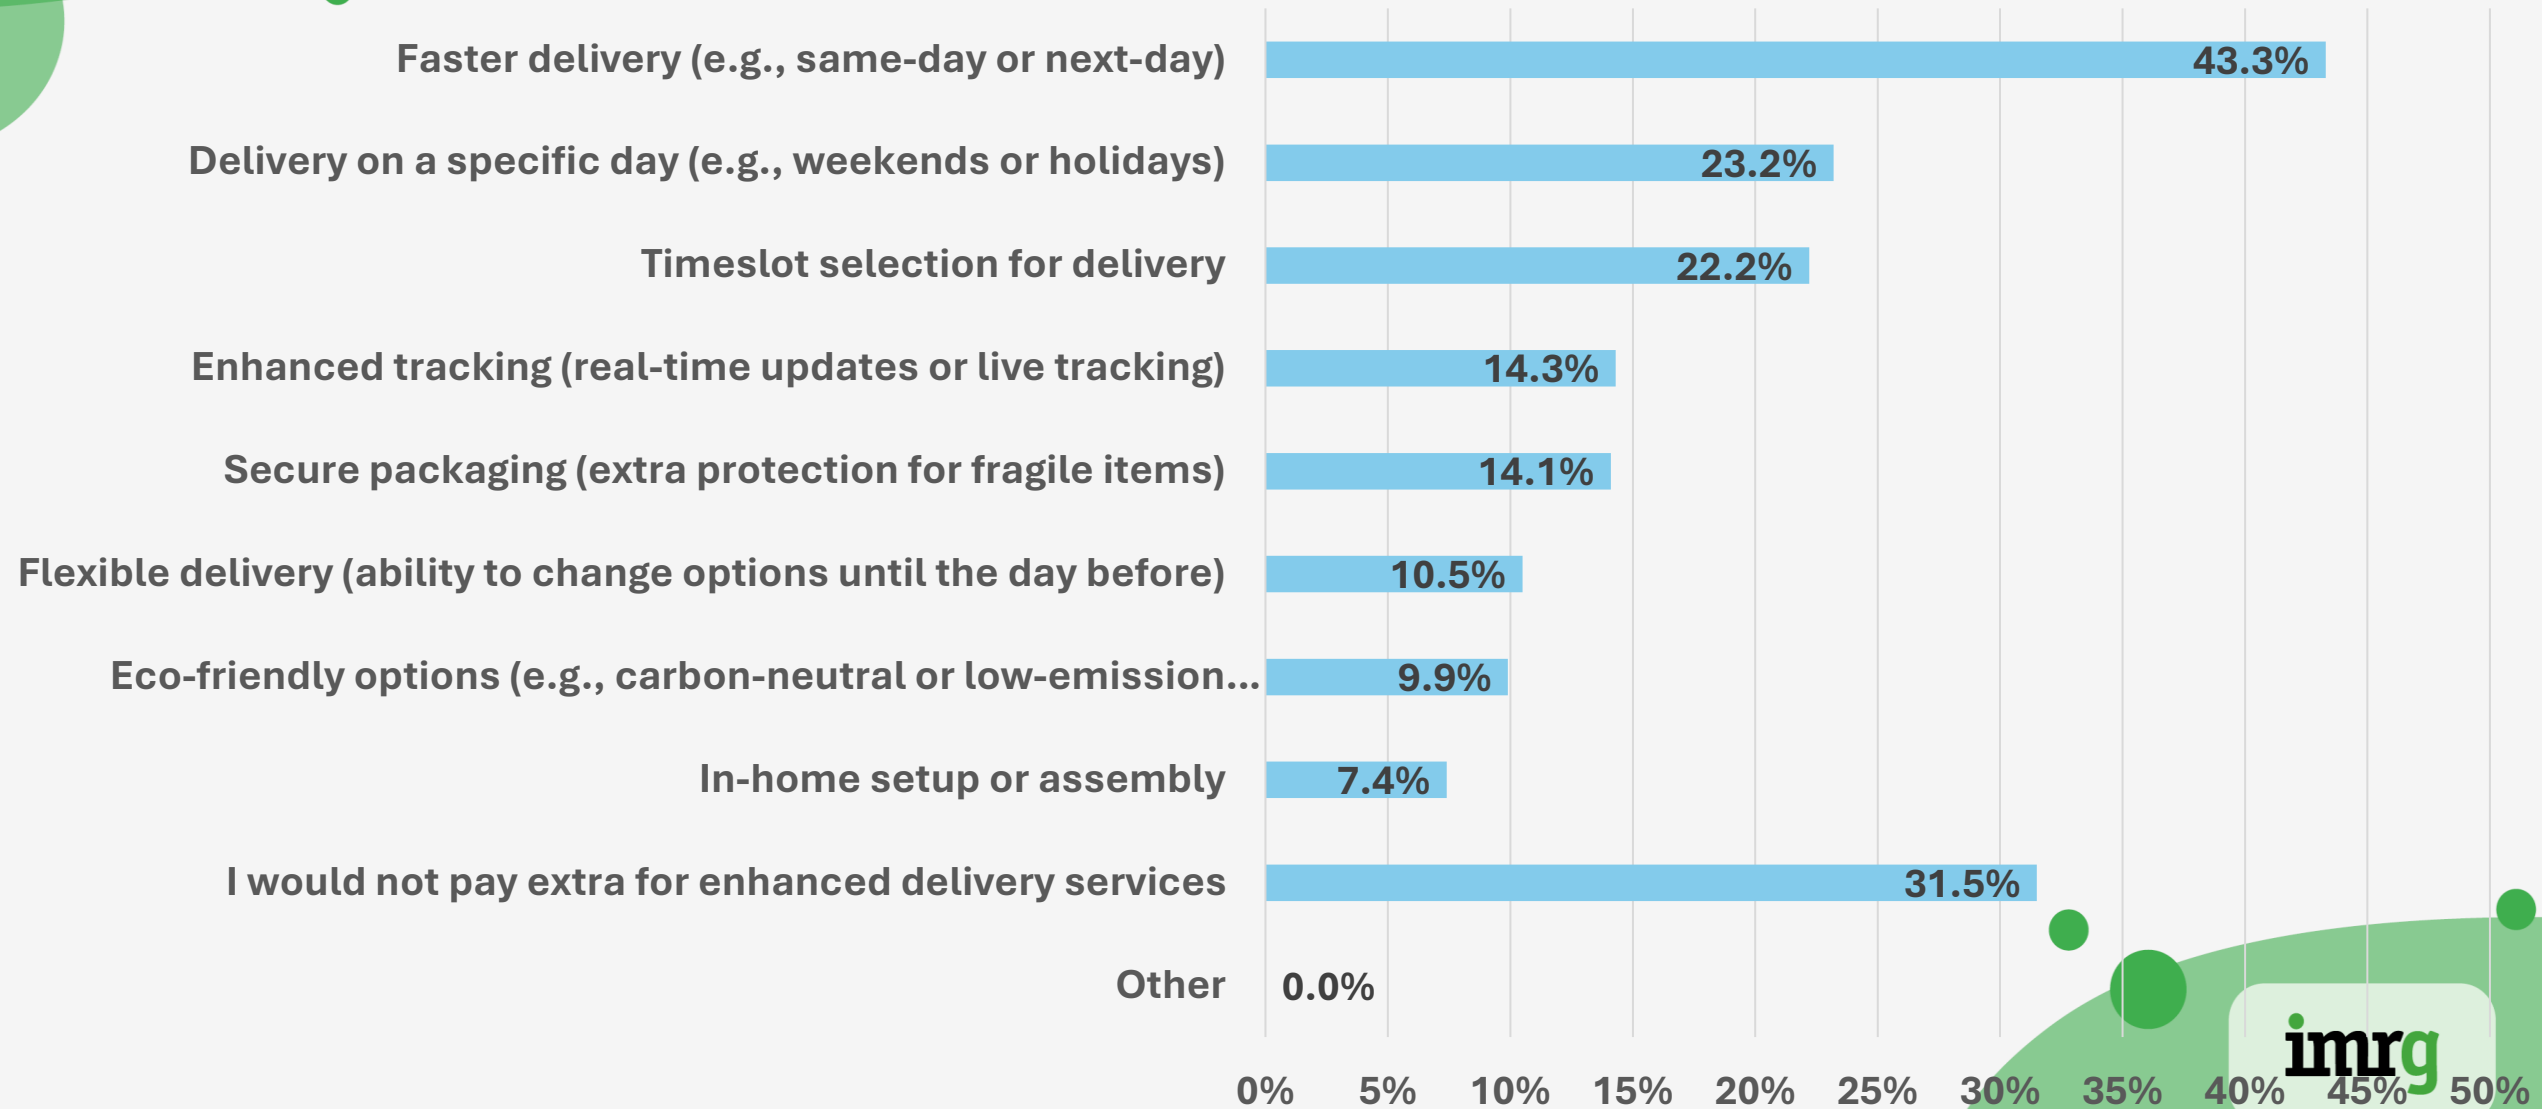 Faster delivery (e.g., same-day or next-day)
43.3%
Delivery on a specific day (e.g., weekends or holidays)
23.2%
Timeslot selection for delivery
22.2%
Enhanced tracking (real-time updates or live tracking)
14.3%
Secure packaging (extra protection for fragile items)
14.1%
Flexible delivery (ability to change options until the day before)
10.5%
Eco-friendly options (e.g., carbon-neutral or low-emission...
9.9%
In-home setup or assembly
7.4%
I would not pay extra for enhanced delivery services
31.5%
Other
0.0%
imrg
0% 5% 10% 15% 20% 25% 30% 35% 40% 45% 50%